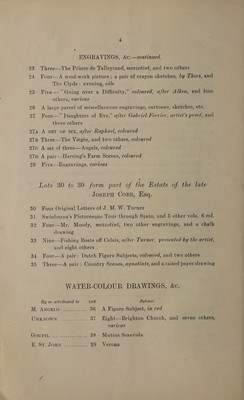 4
ENGRAVINGS, &c.—continued.
23 Three—The Prince de Talleyrand, mezzotint, and two others
24 Four—A wool-work picture; a pair of crayon sketches, by Thors, and
The Clyde: evening, oils
25 Five—"Going over a Difficulty," coloured, after Alken, and four
others, various
26 A large parcel of miscellaneous engravings, cartoons, sketches, etc.
27 Four—"Daughters of Eve," after Gabriel Ferrier, artist's proof, and
three others
27A A SET OF SIX, after Raphael, coloured
27B Three—The Virgin, and two others, coloured
27C A set of three—Angels, coloured
27D A pair—Herring's Farm Scenes, coloured
29 Five—Engravings, various
Lots 30 to 39 form part of the Estate of the late
JOSEPH COBB, ESQ.
30 Four Original Letters of J. M. W. Turner
31 Swinburne's Picturesque Tour through Spain, and 5 other vols. 6 vol.
32 Four—Mr. Moody, mezzotint, two other engravings, and a chalk
drawing
33 Nine—Fishing Boats off Calais, after Turner, presented by the artist,
and eight others
34 Four—A pair: Dutch Figure Subjects, coloured, and two others
35 Three—A pair: Country Scenes, aquatints, and a raised paper drawing
WATER-COLOUR DRAWINGS, &c.
By or attributed to LOT Subject.
M. ANGELO 36 A Figure Subject, in red
UNKNOWN 37 Eight—Brighton Church, and seven others,
various
GOUPIL 38 Mutius Scaevola
E. ST. JOHN 39 Verona